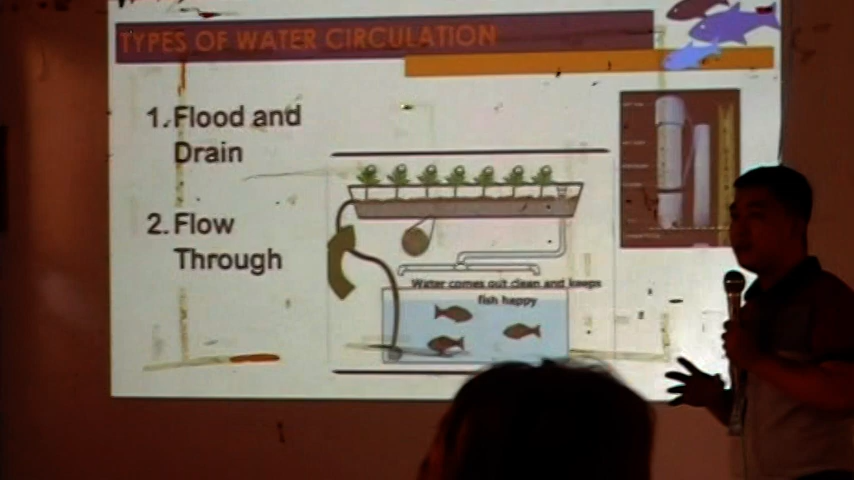 TYPES OF WATER CIRCULATION
1. Flood and
Drain
2. Flow
Through
Water comes out clean and keeps
fish happy